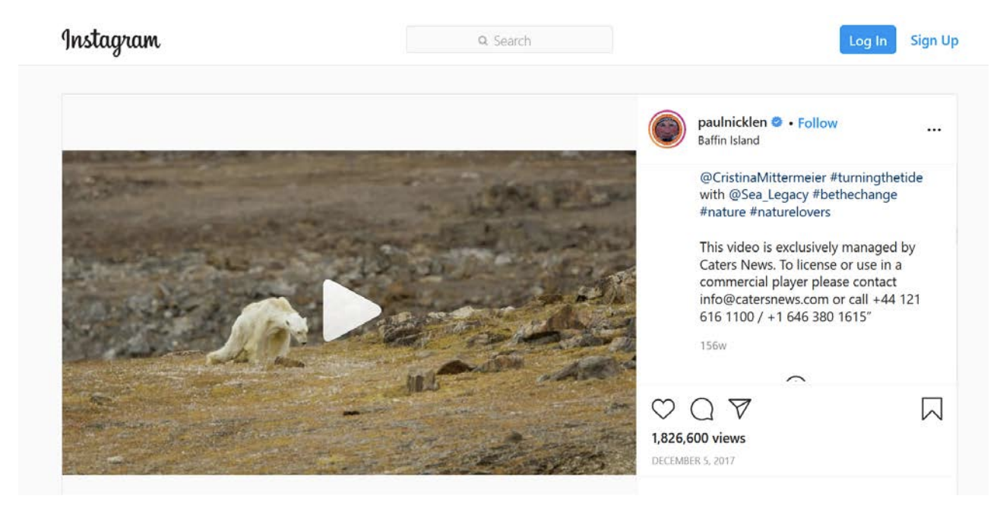 Instagram
Search
Log In
Sign Up
paulnicklen • Follow
Baffin Island
@CristinaMittermeier #turningthetide
with @Sea_Legacy #bethechange
#nature #naturelovers
This video is exclusively managed by
Caters News. To license or use in a
commercial player please contact
info@catersnews.com or call +44 121
616 1100 / +1 646 380 1615”
156w
1,826,600 views
DECEMBER 5, 2017